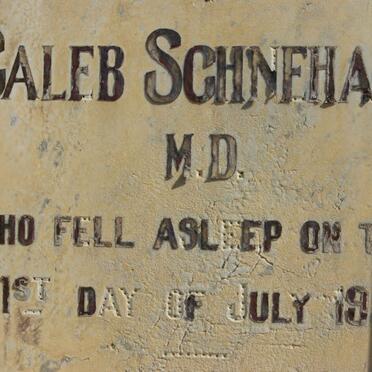 CALEB SCHNEHA
M.D.
HO FELL ASLEEP ON T
1ST DAY OF JULY 19